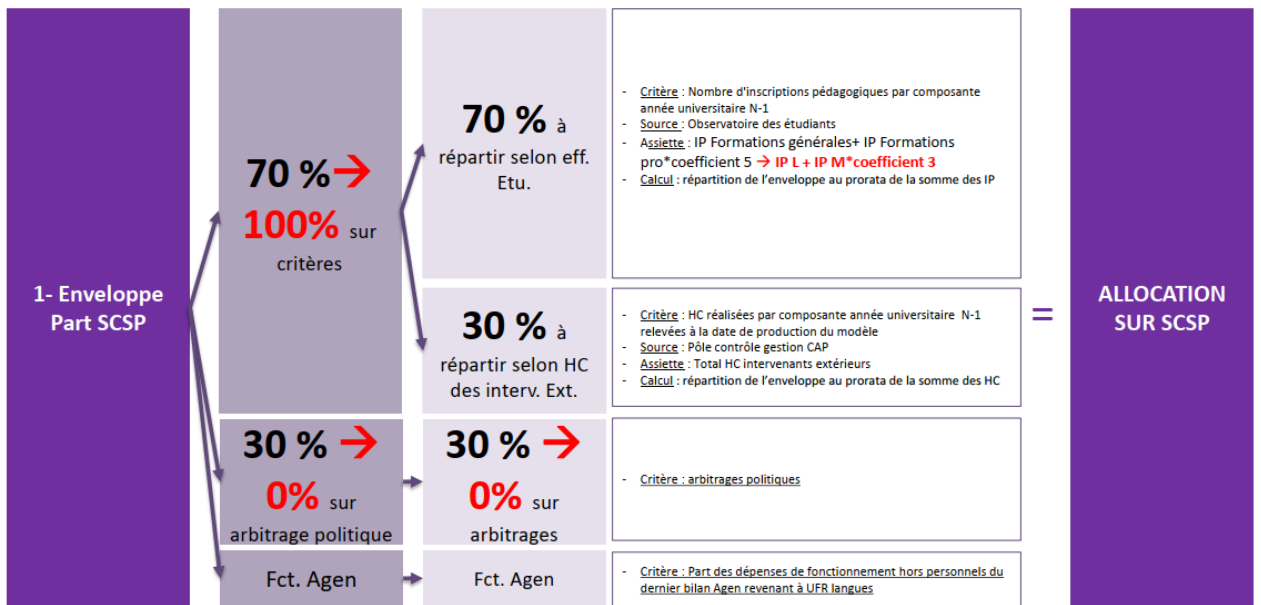 1- Enveloppe
Part SCSP
70 %→
100% sur
critères
70 % à
répartir selon eff.
Etu.
- Critère : Nombre d'inscriptions pédagogiques par composante
année universitaire N-1
- Source : Observatoire des étudiants
- Assiette : IP Formations générales+ IP Formations
pro*coefficient 5 → IP L + IP M*coefficient 3
- Calcul : répartition de l'enveloppe au prorata de la somme des IP
30 % à
répartir selon HC
des interv. Ext.
- Critère : HC réalisées par composante année universitaire N-1
relevées à la date de production du modèle
- Source : Pôle contrôle gestion CAP
- Assiette : Total HC intervenants extérieurs
- Calcul : répartition de l'enveloppe au prorata de la somme des HC
30 % →
0% sur
arbitrage politique
30 % →
0% sur
arbitrages
- Critère : arbitrages politiques
Fct. Agen
Fct. Agen
- Critère : Part des dépenses de fonctionnement hors personnels du
dernier bilan Agen revenant à UFR langues
=
ALLOCATION
SUR SCSP